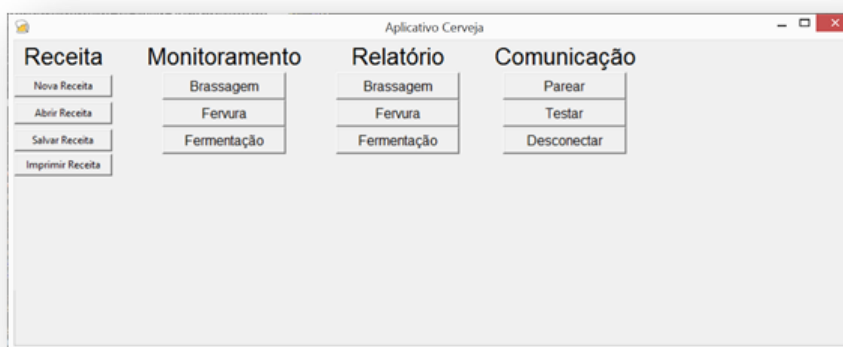 Aplicativo Cerveja
Receita
Nova Receita
Abrir Receita
Salvar Receita
Imprimir Receita
Monitoramento
Brassagem
Fervura
Fermentação
Relatório
Brassagem
Fervura
Fermentação
Comunicação
Parear
Testar
Desconectar